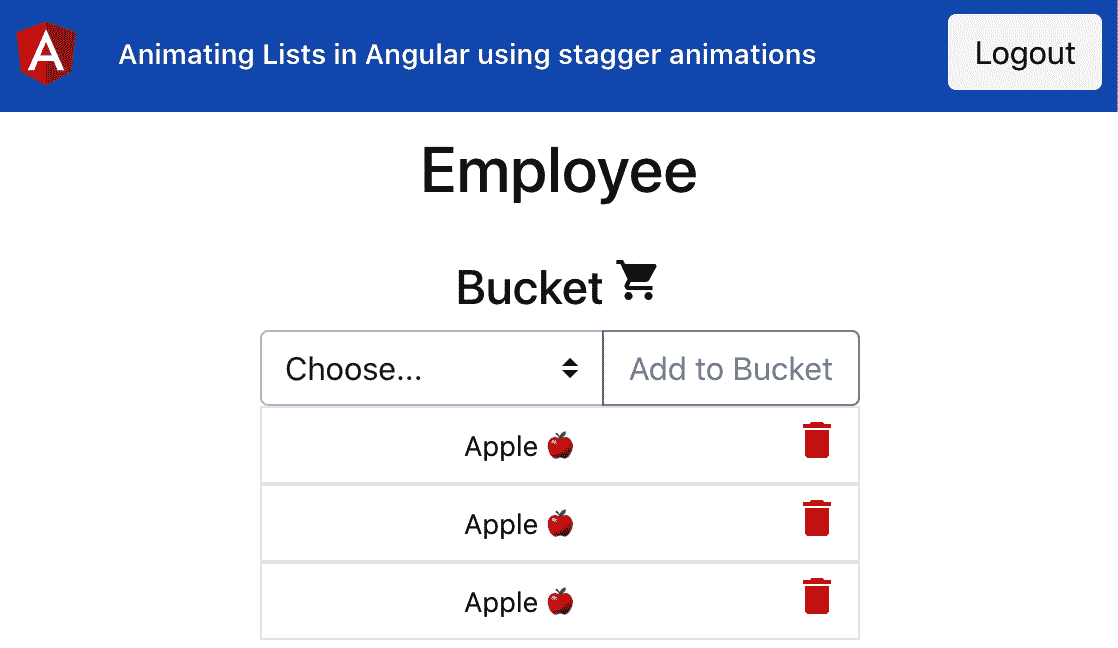 Animating Lists in Angular using stagger animations
Logout
Employee
Bucket
Choose...
Add to Bucket
Apple 🍎
Apple 🍎
Apple 🍎